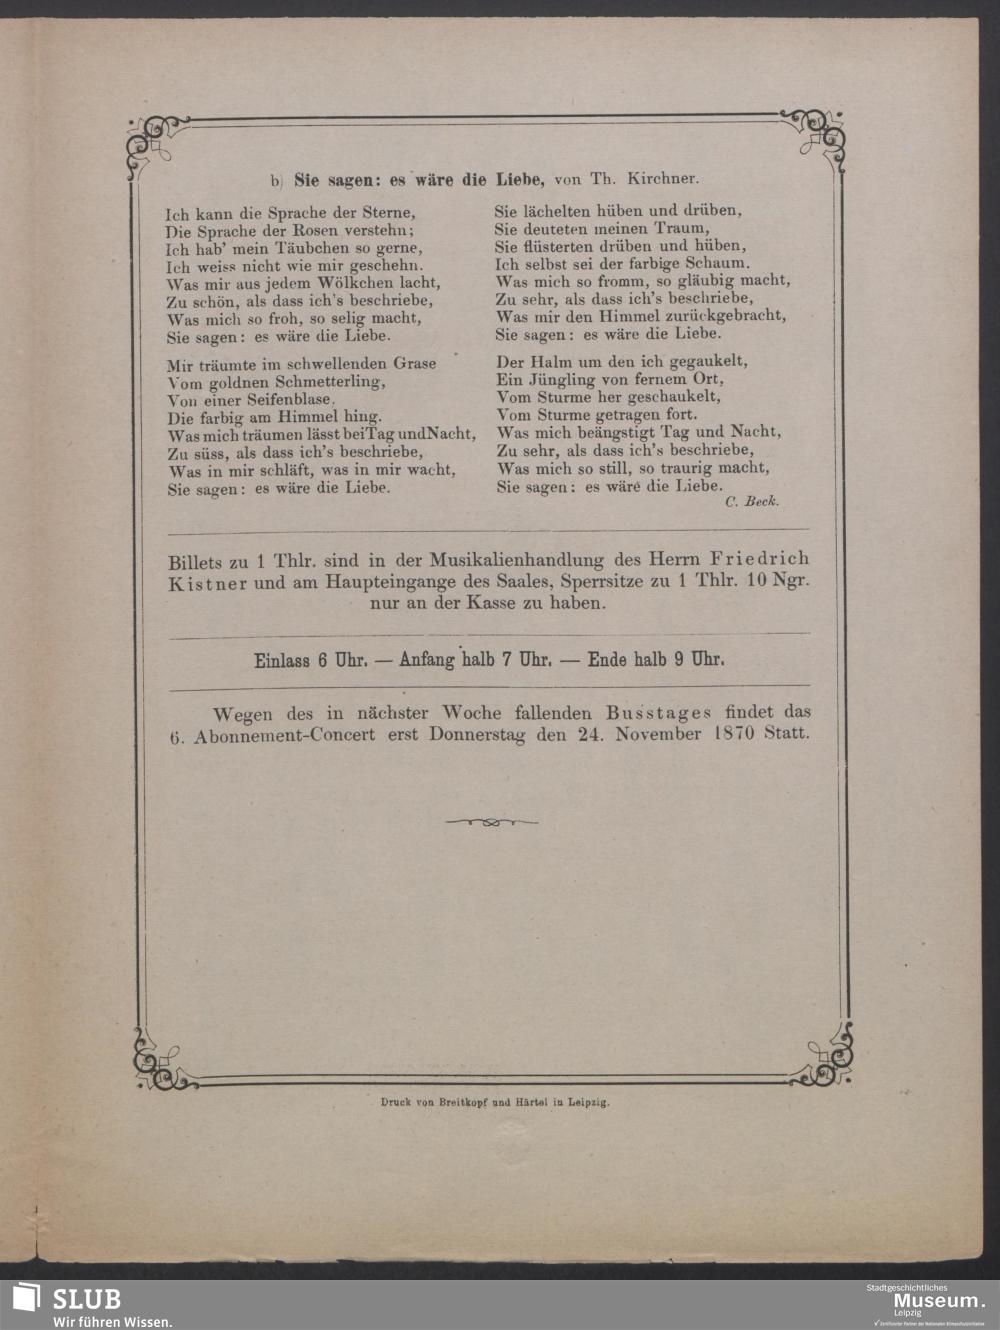 b) Sie sagen: es wäre die Liebe, von Th. Kirchner.
Ich kann die Sprache der Sterne,
Die Sprache der Rosen verstehn;
Ich hab' mein Täubchen so gerne,
Ich weiss nicht wie mir geschehn.
Was mir aus jedem Wölkchen lacht,
Zu schön, als dass ich's beschriebe,
Was mich so froh, so selig macht,
Sie sagen: es wäre die Liebe.
Mir träumte im schwellenden Grase
Vom goldnen Schmetterling,
Von einer Seifenblase,
Die farbig am Himmel hing.
Was mich träumen lässt bei Tag und Nacht,
Zu süss, als dass ich's beschriebe,
Was in mir schläft, was in mir wacht,
Sie sagen: es wäre die Liebe.
Sie lächelten hüben und drüben,
Sie deuteten meinen Traum,
Sie flüsterten drüben und hüben,
Ich selbst sei der farbige Schaum.
Was mich so fromm, so gläubig macht,
Zu sehr, als dass ich's beschriebe,
Was mir den Himmel zurückgebracht,
Sie sagen: es wäre die Liebe.
Der Halm um den ich gegaukelt,
Ein Jüngling von fernem Ort,
Vom Sturme her geschaukelt,
Vom Sturme getragen fort.
Was mich beängstigt Tag und Nacht,
Zu sehr, als dass ich's beschriebe,
Was mich so still, so traurig macht,
Sie sagen: es wäre die Liebe.
C. Beck.
Billets zu 1 Thlr. sind in der Musikalienhandlung des Herrn Friedrich
Kistner und am Haupteingange des Saales, Sperrsitze zu 1 Thlr. 10 Ngr.
nur an der Kasse zu haben.
Einlass 6 Uhr. — Anfang halb 7 Uhr. — Ende halb 9 Uhr.
Wegen des in nächster Woche fallenden Busstages findet das
6. Abonnement-Concert erst Donnerstag den 24. November 1870 Statt.
Druck von Breitkopf und Härtel in Leipzig.
SLUB
Wir führen Wissen.
Stadtgeschichtliches
Museum.
Leipzig
Zertifizierter Partner der Nationalen Klimaschutzinitiative